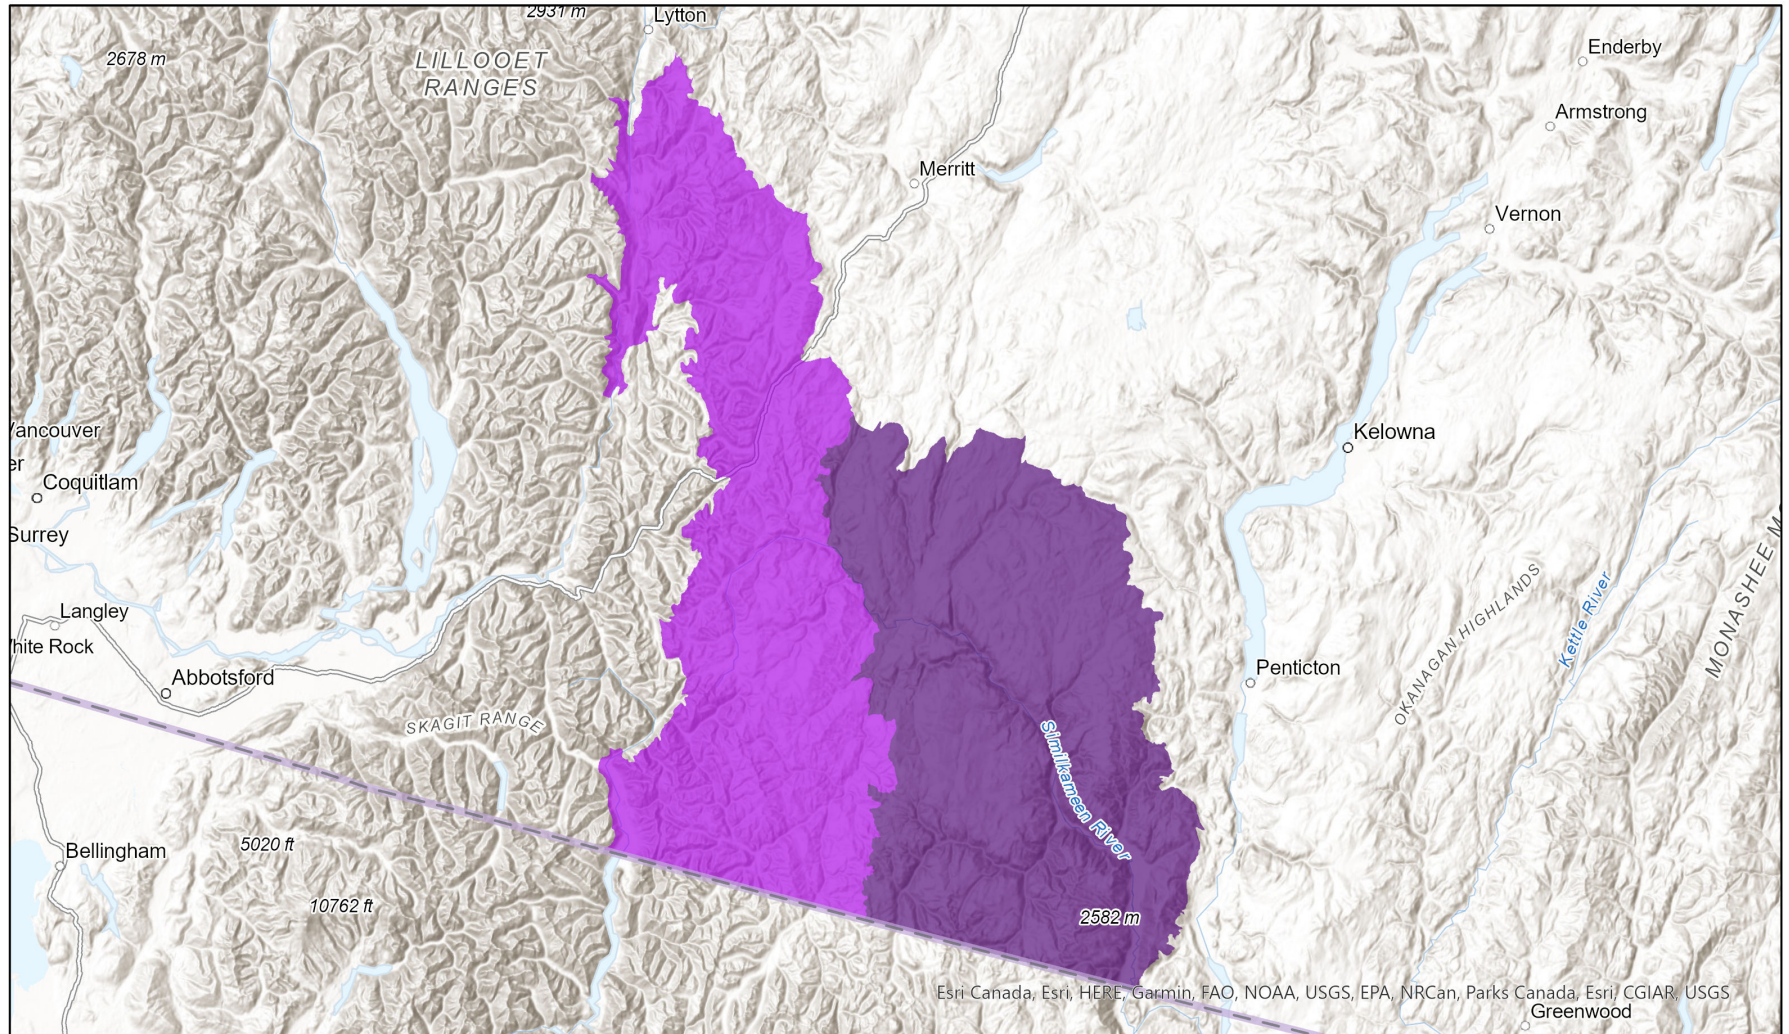 2931 m
Lytton
2678 m
LILLOOET
RANGES
Enderby
Armstrong
Merritt
Vernon
Vancouver
er
Kelowna
Coquitlam
Surrey
Langley
White Rock
Abbotsford
Penticton
SKAGIT RANGE
OKANAGAN HIGHLANDS
Kettle River
MONASHEE M
Similkameen River
5020 ft
Bellingham
10762 ft
2582 m
Esri Canada, Esri, HERE, Garmin, FAO, NOAA, USGS, EPA, NRCan, Parks Canada, Esri, CGIAR, USGS
Greenwood